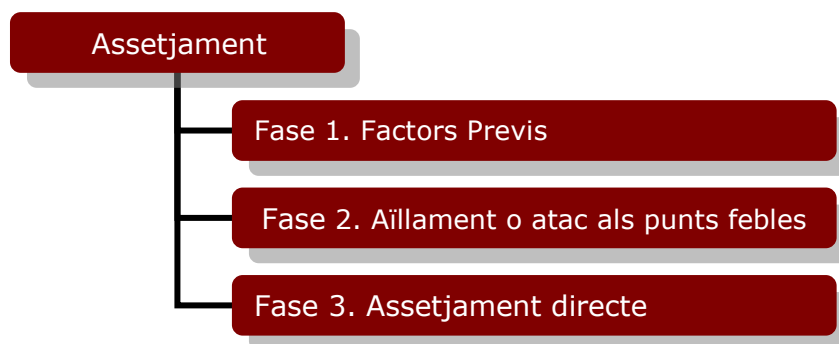 Assetjament
Fase 1. Factors Previs
Fase 2. Aïllament o atac als punts febles
Fase 3. Assetjament directe